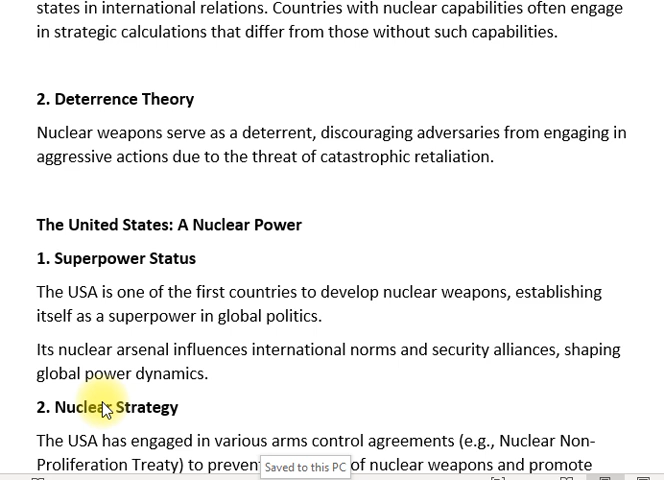 states in international relations. Countries with nuclear capabilities often engage
in strategic calculations that differ from those without such capabilities.
2. Deterrence Theory
Nuclear weapons serve as a deterrent, discouraging adversaries from engaging in
aggressive actions due to the threat of catastrophic retaliation.
The United States: A Nuclear Power
1. Superpower Status
The USA is one of the first countries to develop nuclear weapons, establishing
itself as a superpower in global politics.
Its nuclear arsenal influences international norms and security alliances, shaping
global power dynamics.
2. Nuclear Strategy
The USA has engaged in various arms control agreements (e.g., Nuclear Non-
Proliferation Treaty) to preven Saved to this PC of nuclear weapons and promote